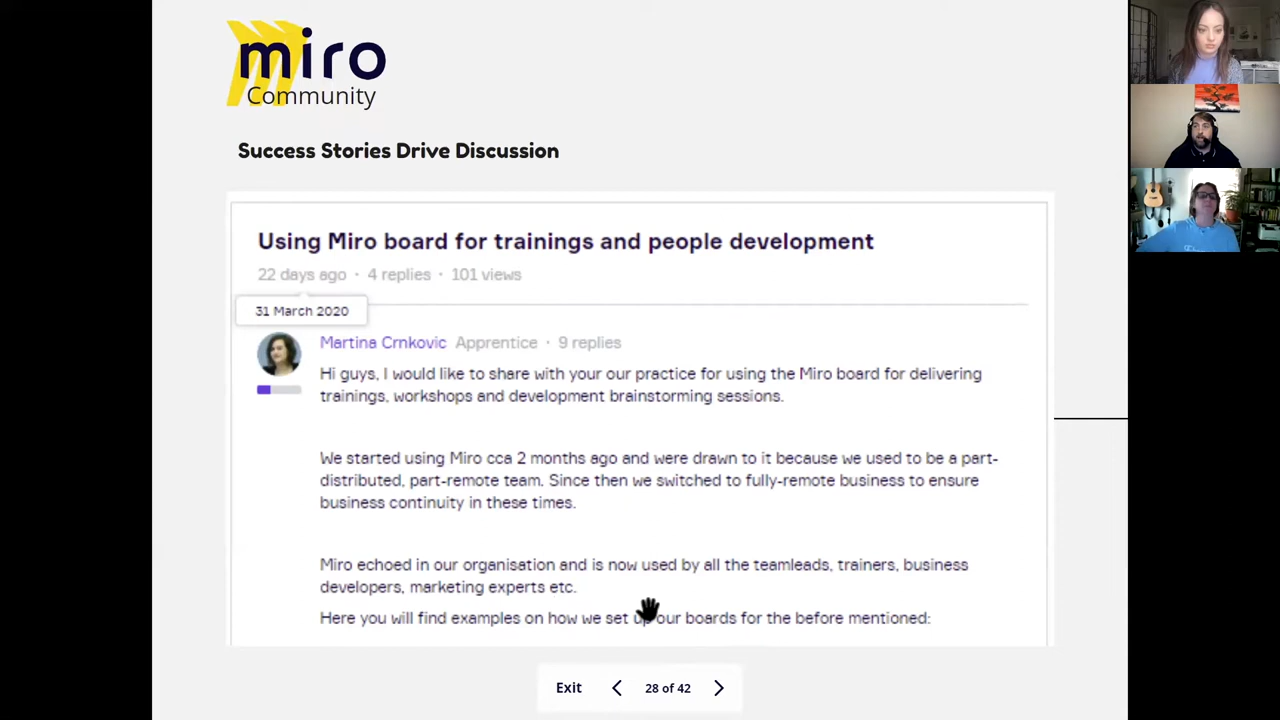 miro
Community
Success Stories Drive Discussion
Using Miro board for trainings and people development
22 days ago · 4 replies · 101 views
31 March 2020
Martina Crnkovic Apprentice · 9 replies
Hi guys, I would like to share with your our practice for using the Miro board for delivering
trainings, workshops and development brainstorming sessions.
We started using Miro cca 2 months ago and were drawn to it because we used to be a part-
distributed, part-remote team. Since then we switched to fully-remote business to ensure
business continuity in these times.
Miro echoed in our organisation and is now used by all the teamleads, trainers, business
developers, marketing experts etc.
Here you will find examples on how we set up our boards for the before mentioned:
Exit 28 of 42